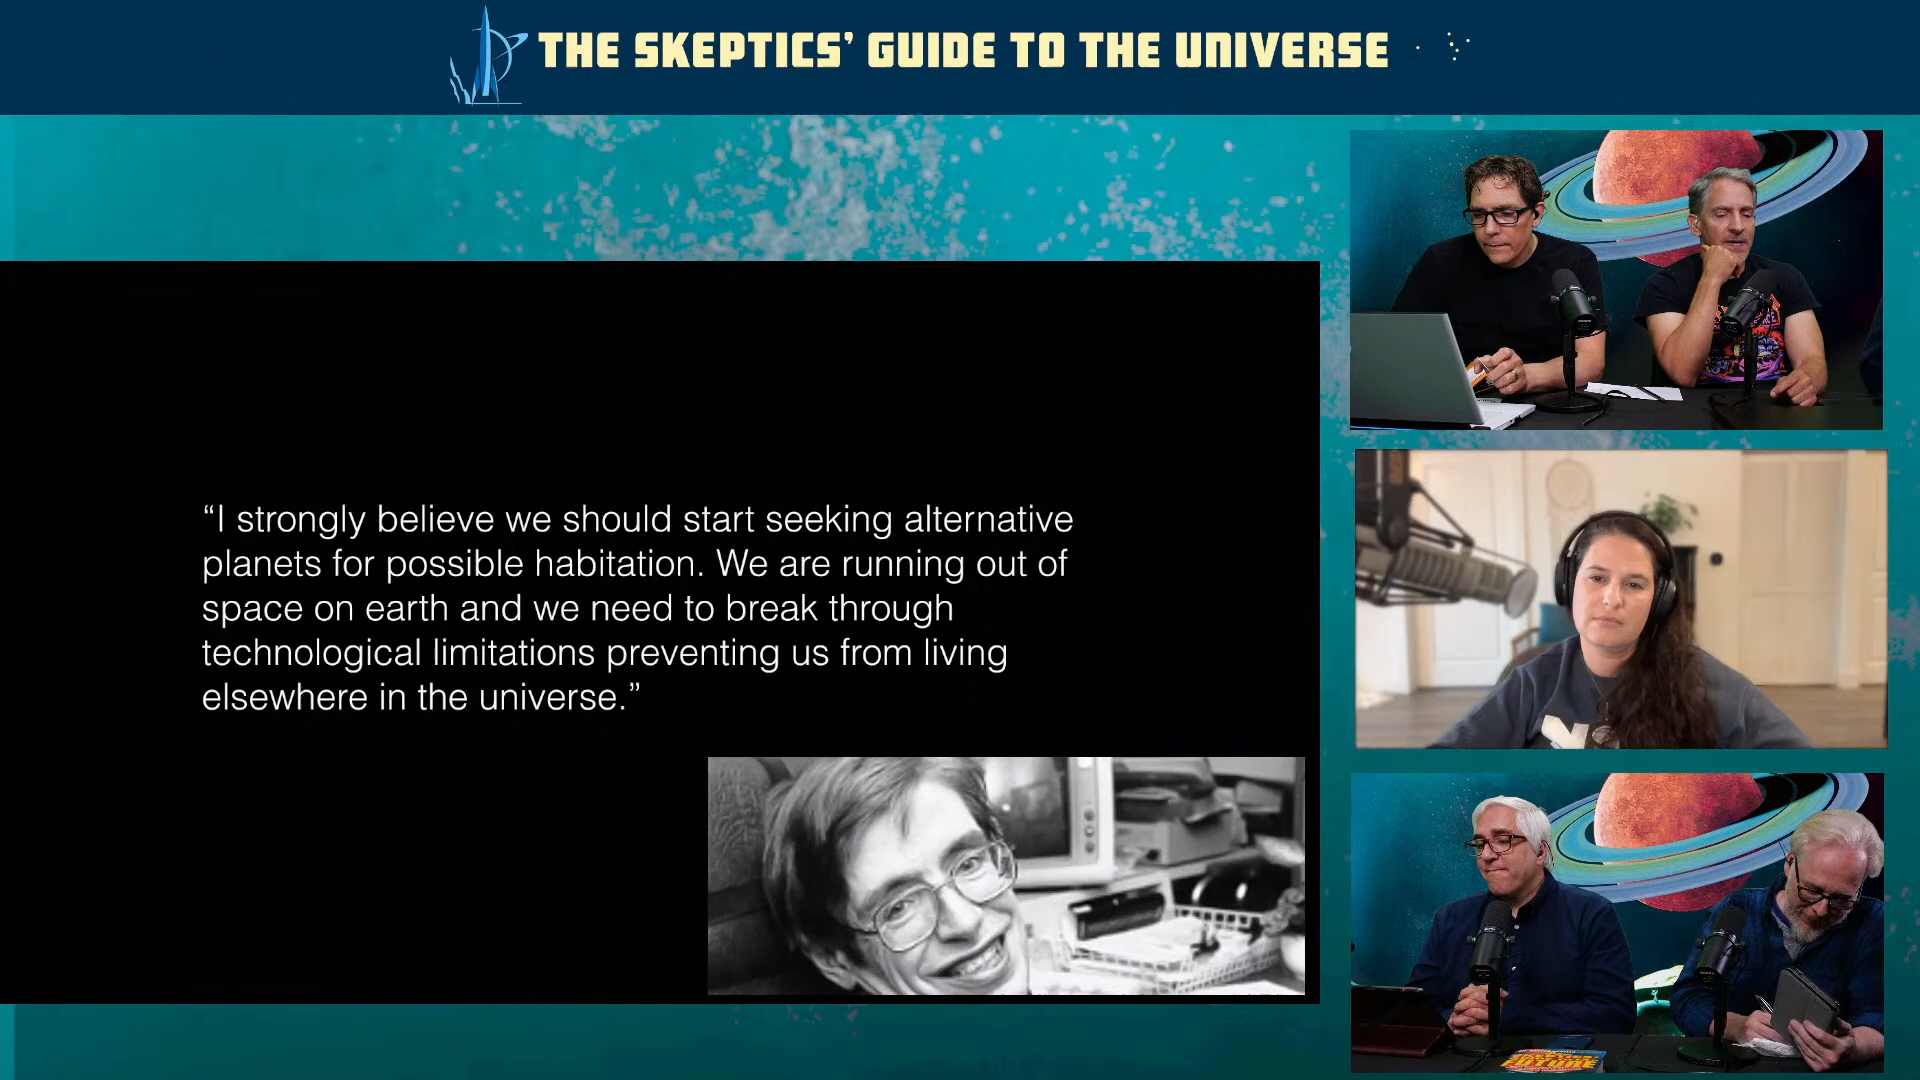 THE SKEPTICS’ GUIDE TO THE UNIVERSE
“I strongly believe we should start seeking alternative
planets for possible habitation. We are running out of
space on earth and we need to break through
technological limitations preventing us from living
elsewhere in the universe.”
FUTURE